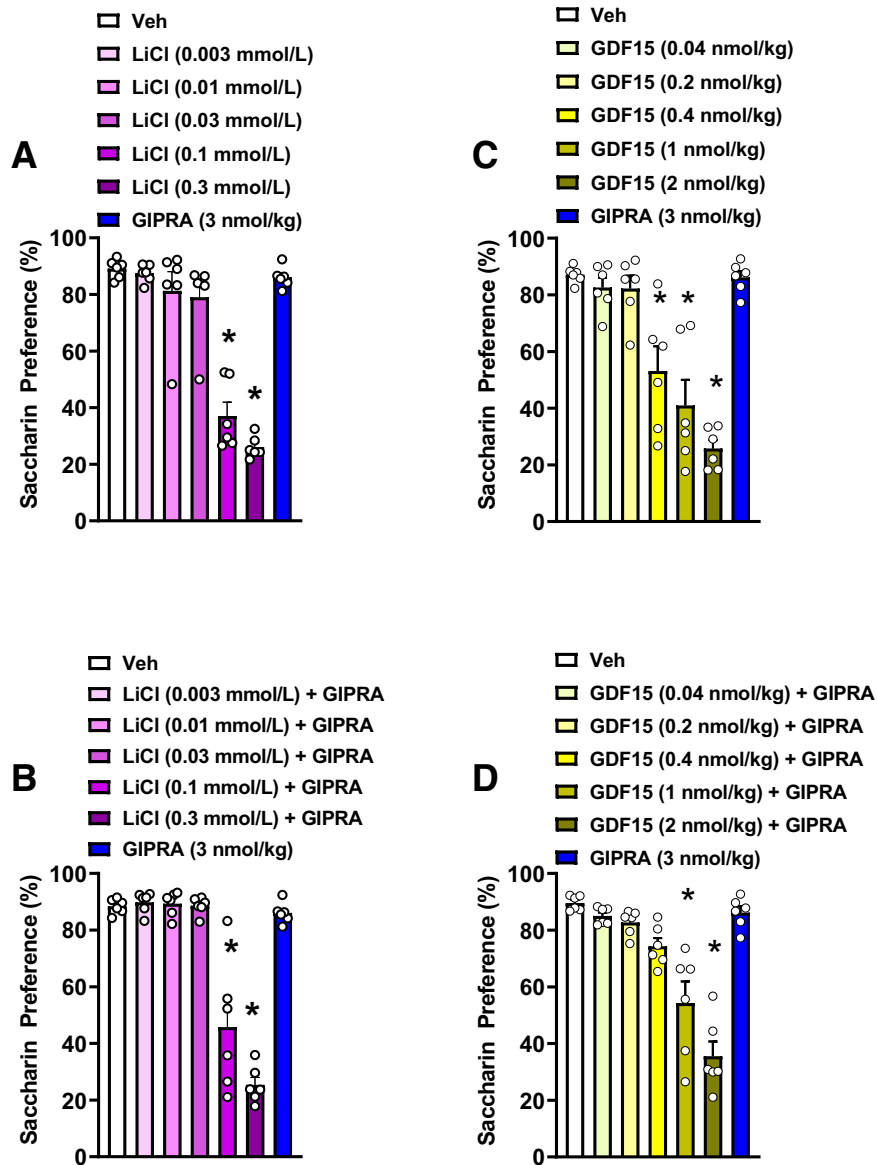 A
Veh
LiCl (0.003 mmol/L)
LiCl (0.01 mmol/L)
LiCl (0.03 mmol/L)
LiCl (0.1 mmol/L)
LiCl (0.3 mmol/L)
GIPRA (3 nmol/kg)
Saccharin Preference (%)
100
80
60
40
20
0
*
*
C
Veh
GDF15 (0.04 nmol/kg)
GDF15 (0.2 nmol/kg)
GDF15 (0.4 nmol/kg)
GDF15 (1 nmol/kg)
GDF15 (2 nmol/kg)
GIPRA (3 nmol/kg)
Saccharin Preference (%)
100
80
60
40
20
0
*
*
*
B
Veh
LiCl (0.003 mmol/L) + GIPRA
LiCl (0.01 mmol/L) + GIPRA
LiCl (0.03 mmol/L) + GIPRA
LiCl (0.1 mmol/L) + GIPRA
LiCl (0.3 mmol/L) + GIPRA
GIPRA (3 nmol/kg)
Saccharin Preference (%)
100
80
60
40
20
0
*
*
D
Veh
GDF15 (0.04 nmol/kg) + GIPRA
GDF15 (0.2 nmol/kg) + GIPRA
GDF15 (0.4 nmol/kg) + GIPRA
GDF15 (1 nmol/kg) + GIPRA
GDF15 (2 nmol/kg) + GIPRA
GIPRA (3 nmol/kg)
Saccharin Preference (%)
100
80
60
40
20
0
*
*